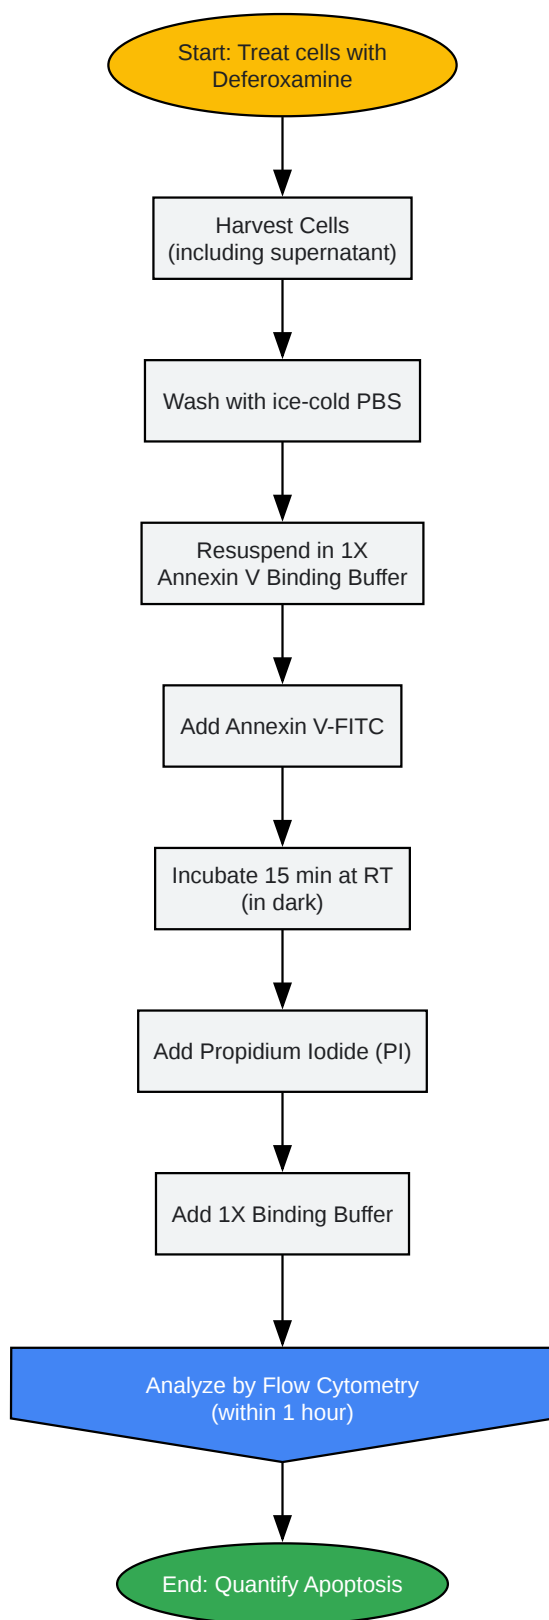 Start: Treat cells with
Deferoxamine
Harvest Cells
(including supernatant)
Wash with ice-cold PBS
Resuspend in 1X
Annexin V Binding Buffer
Add Annexin V-FITC
Incubate 15 min at RT
(in dark)
Add Propidium Iodide (PI)
Add 1X Binding Buffer
Analyze by Flow Cytometry
(within 1 hour)
End: Quantify Apoptosis